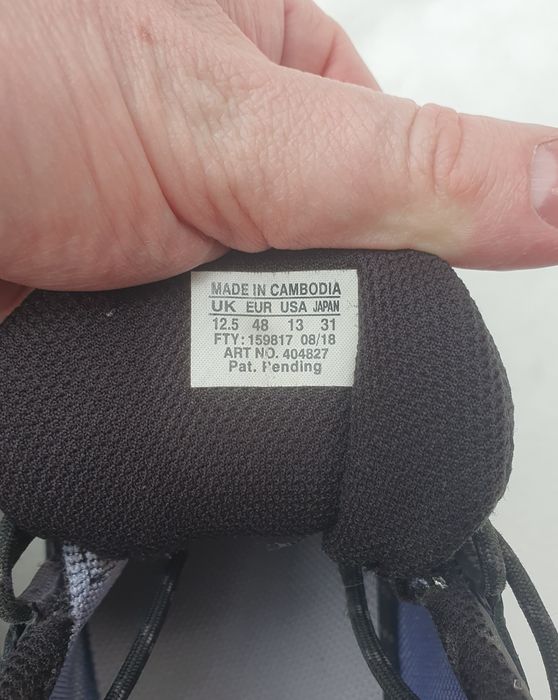 MADE IN CAMBODIA
UK EUR USA JAPAN
12.5 48 13 31
FTY: 159817 08/18
ART NO. 404827
Pat. Pending